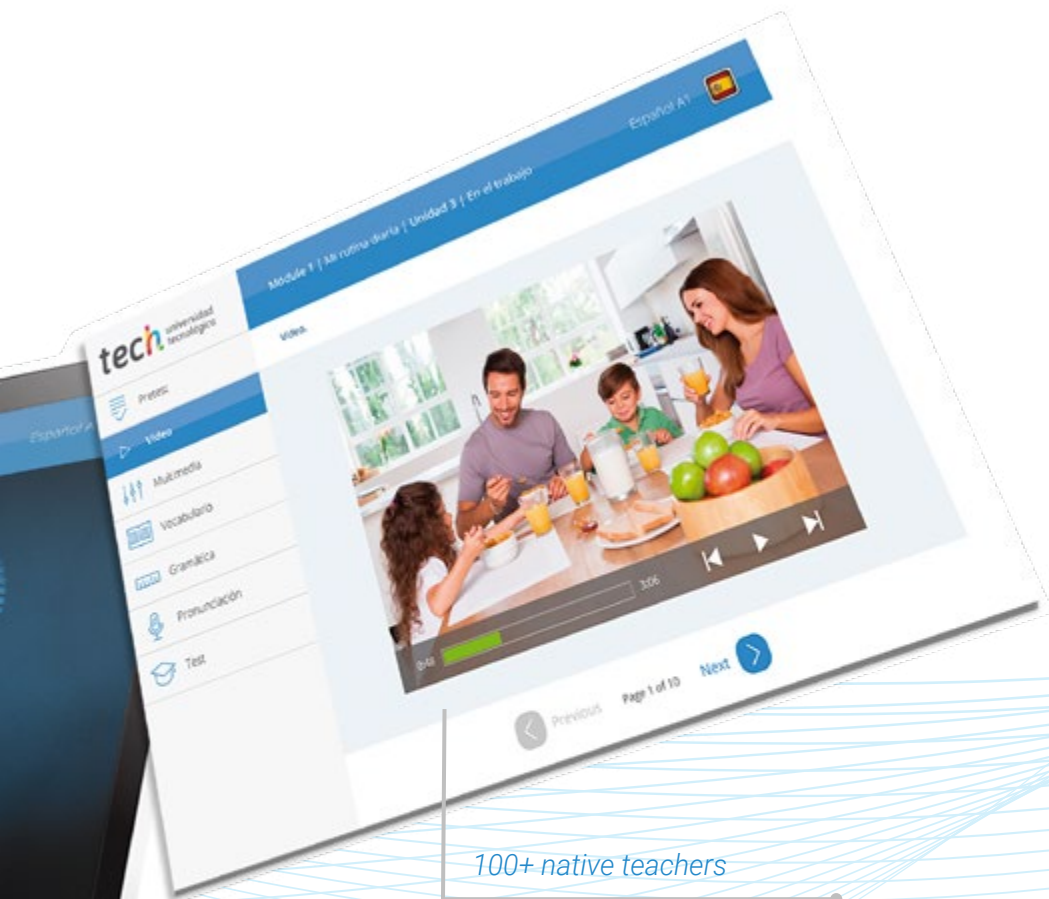 Español A1
Module 1 | Mi rutina diaria | Unidad 3 | En el trabajo
tech universidad
tecnológica
Video
Pretest
Video
Multimedia
Vocabulario
Gramática
Pronunciación
Test
0:48
3:06
Previous
Page 1 of 10
Next
100+ native teachers